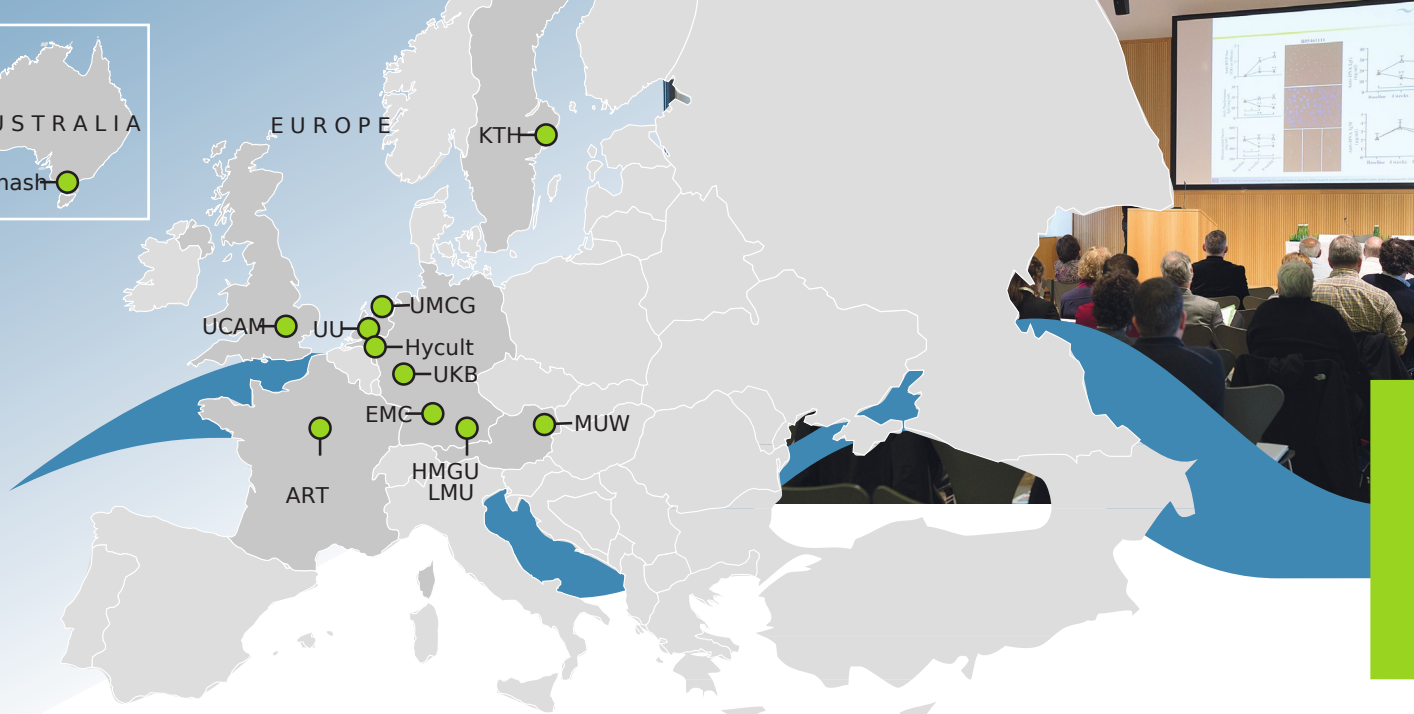 EUROPE
USTRALIA
KTH
nash
UMCG
UCAM
UU
Hycult
UKB
EMC
MUW
HMGU
LMU
ART